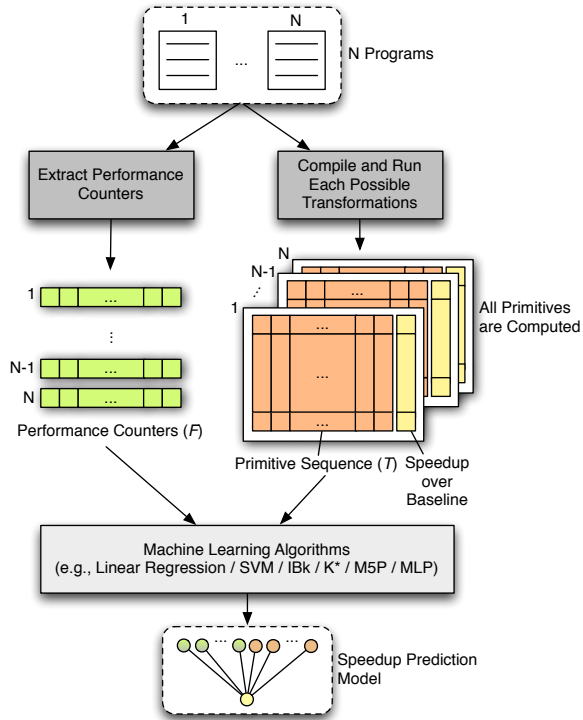 1
N
...
N Programs
Extract Performance
Counters
Compile and Run
Each Possible
Transformations
1
...
...
N-1
...
N
...
Performance Counters (F)
N
N-1
...
1
...
...
...
...
...
All Primitives
are Computed
Primitive Sequence (T)
Speedup
over
Baseline
Machine Learning Algorithms
(e.g., Linear Regression / SVM / IBk / K* / M5P / MLP)
...
...
Speedup Prediction
Model